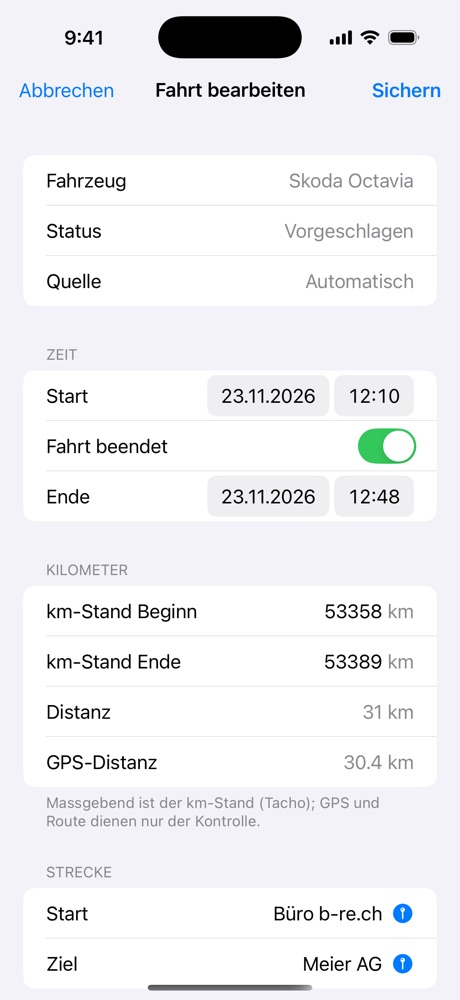 9:41
Abbrechen Fahrt bearbeiten Sichern
Fahrzeug Skoda Octavia
Status Vorgeschlagen
Quelle Automatisch
ZEIT
Start 23.11.2026 12:10
Fahrt beendet
Ende 23.11.2026 12:48
KILOMETER
km-Stand Beginn 53358 km
km-Stand Ende 53389 km
Distanz 31 km
GPS-Distanz 30.4 km
Massgebend ist der km-Stand (Tacho); GPS und
Route dienen nur der Kontrolle.
STRECKE
Start Büro b-re.ch
Ziel Meier AG